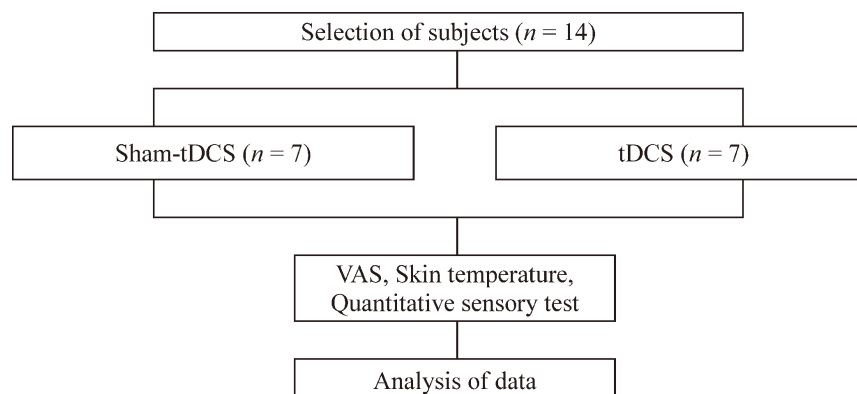 Selection of subjects (n = 14)
Sham-tDCS (n = 7)
tDCS (n = 7)
VAS, Skin temperature,
Quantitative sensory test
Analysis of data